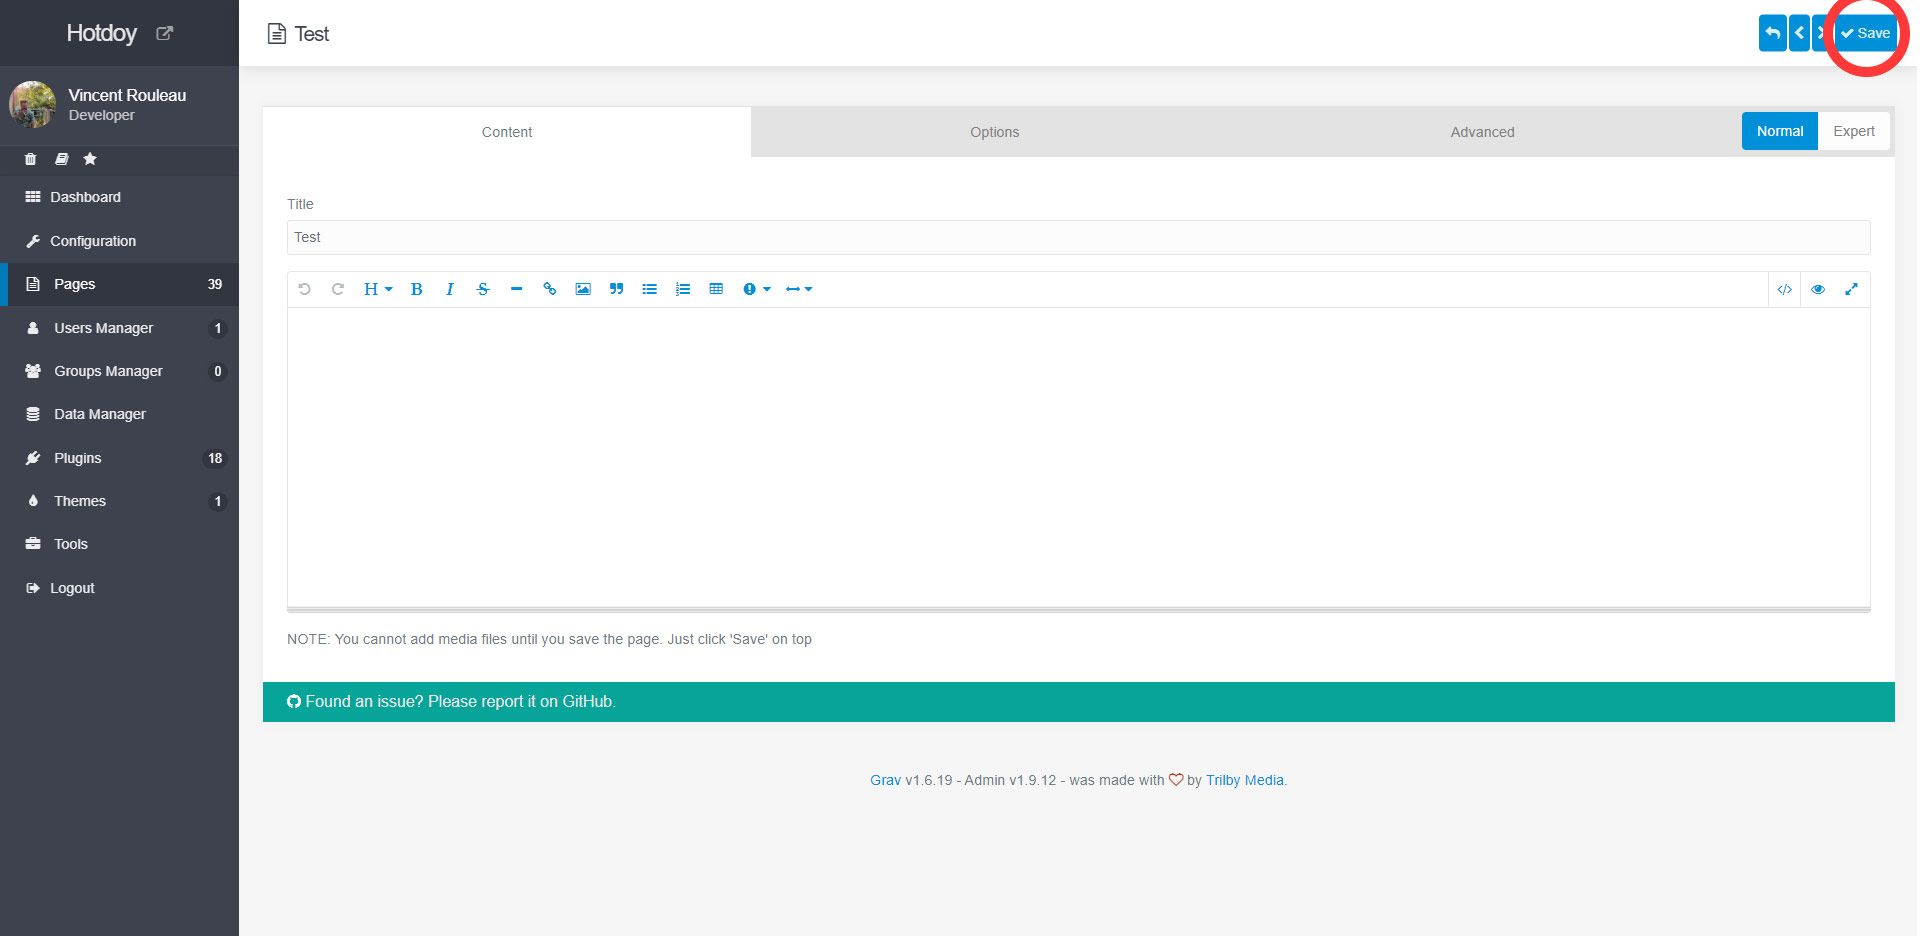 Hotdoy
Test
Save
Vincent Rouleau
Developer
Content
Options
Advanced
Normal
Expert
Dashboard
Configuration
Pages 39
Users Manager 1
Groups Manager 0
Data Manager
Plugins 18
Themes 1
Tools
Logout
Title
Test
H B I S
NOTE: You cannot add media files until you save the page. Just click 'Save' on top
Found an issue? Please report it on GitHub.
Grav v1.6.19 - Admin v1.9.12 - was made with by Trilby Media.